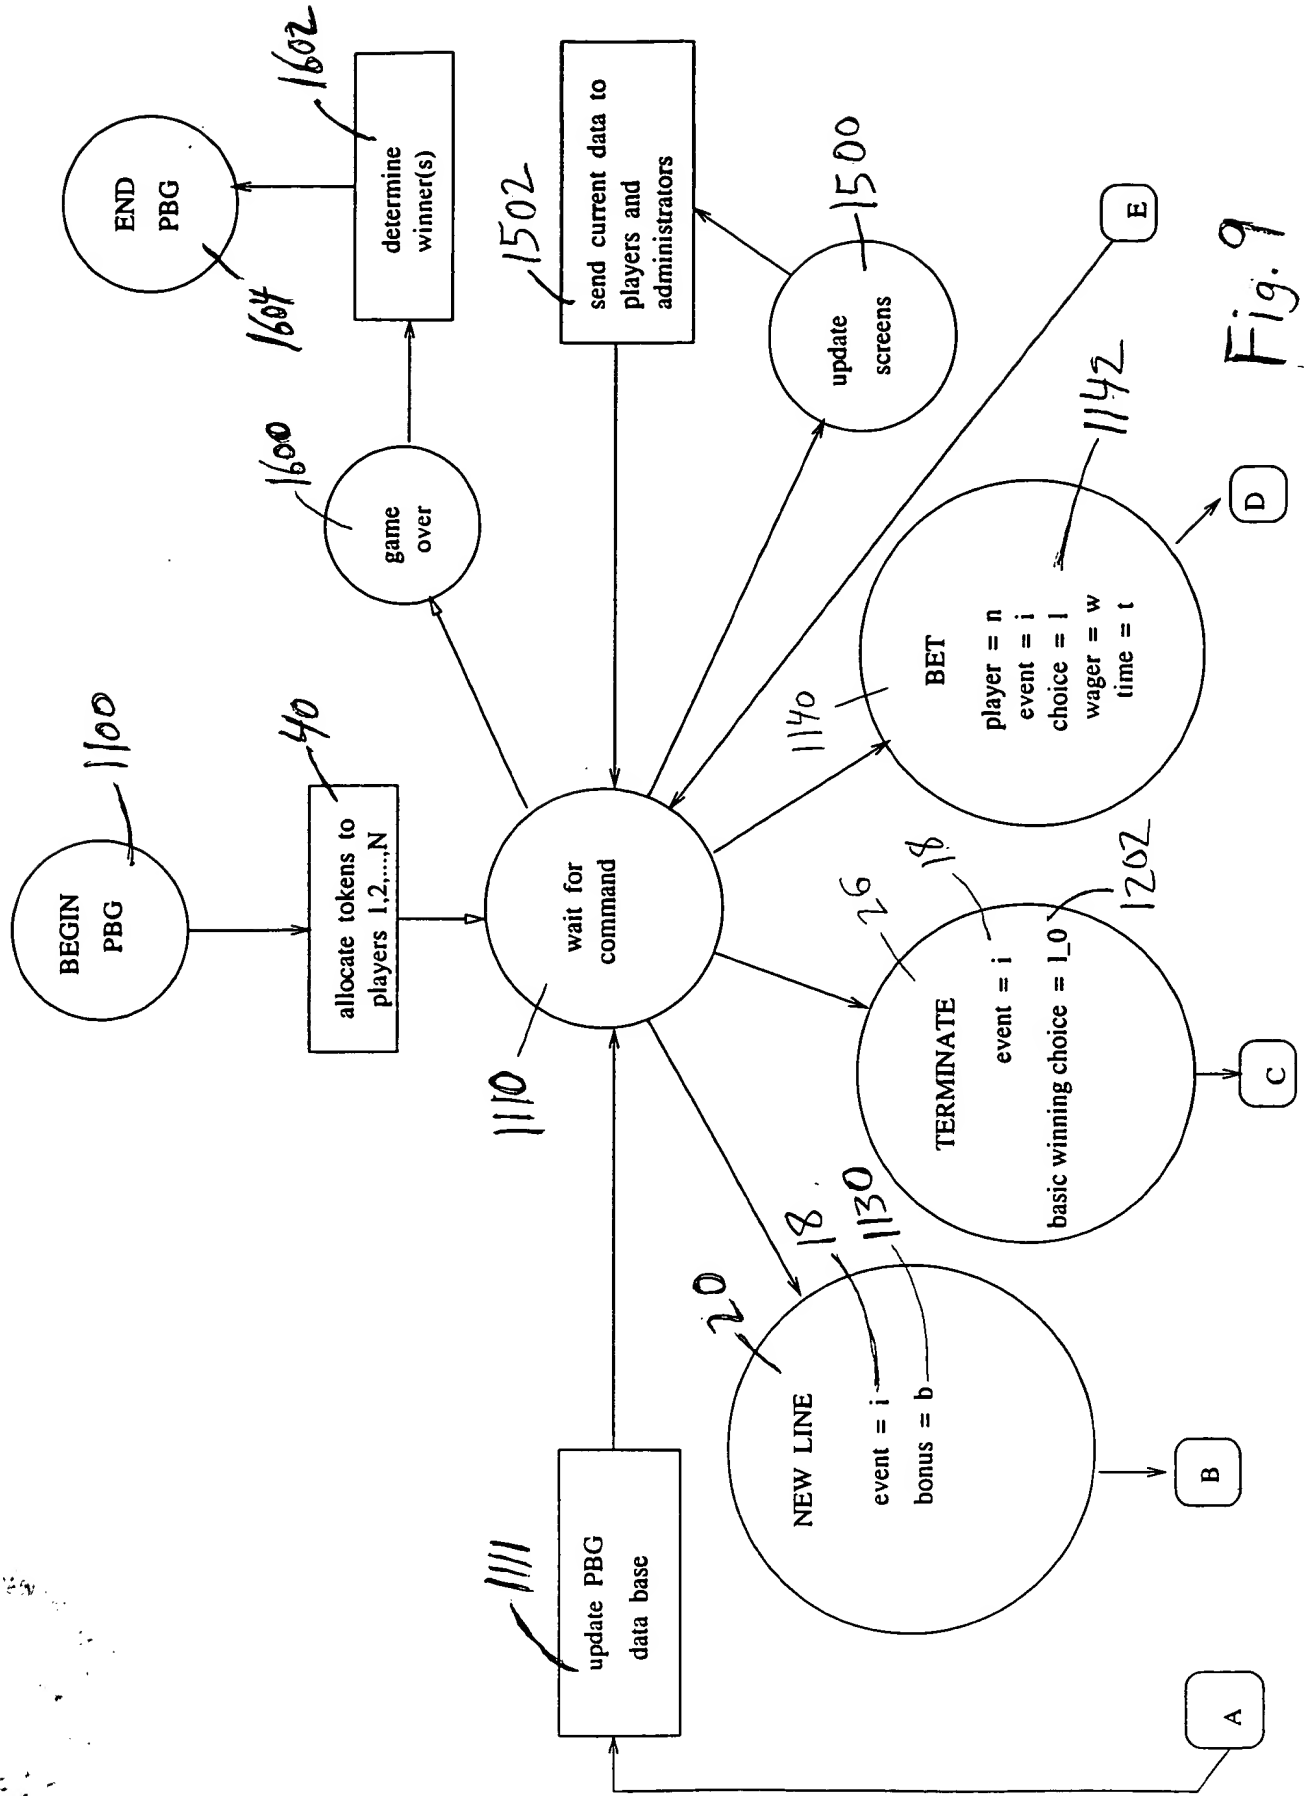 BEGIN
PBG
1100
allocate tokens to
players 1,2,...,N
40
wait for
command
1110
game
over
1600
determine
winner(s)
1602
END
PBG
1604
send current data to
players and
administrators
1502
update
screens
1500
update PBG
data base
1111
NEW LINE
event = i
bonus = b
20
18
1130
TERMINATE
event = i
basic winning choice = l_0
26
18
1202
BET
player = n
event = i
choice = l
wager = w
time = t
1140
1142
A
B
C
D
E
Fig. 9